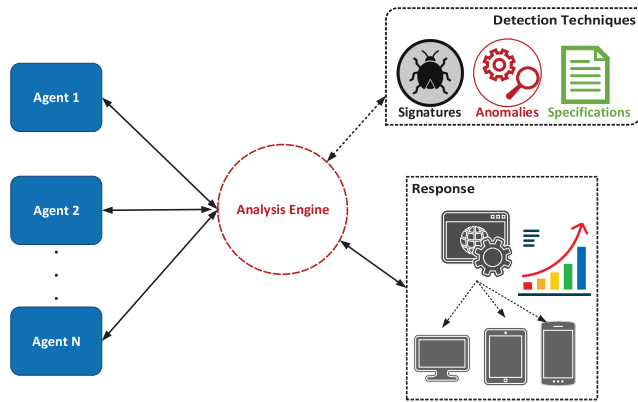 Detection Techniques
Signatures
Anomalies
Specifications
Agent 1
Agent 2
Agent N
Analysis Engine
Response